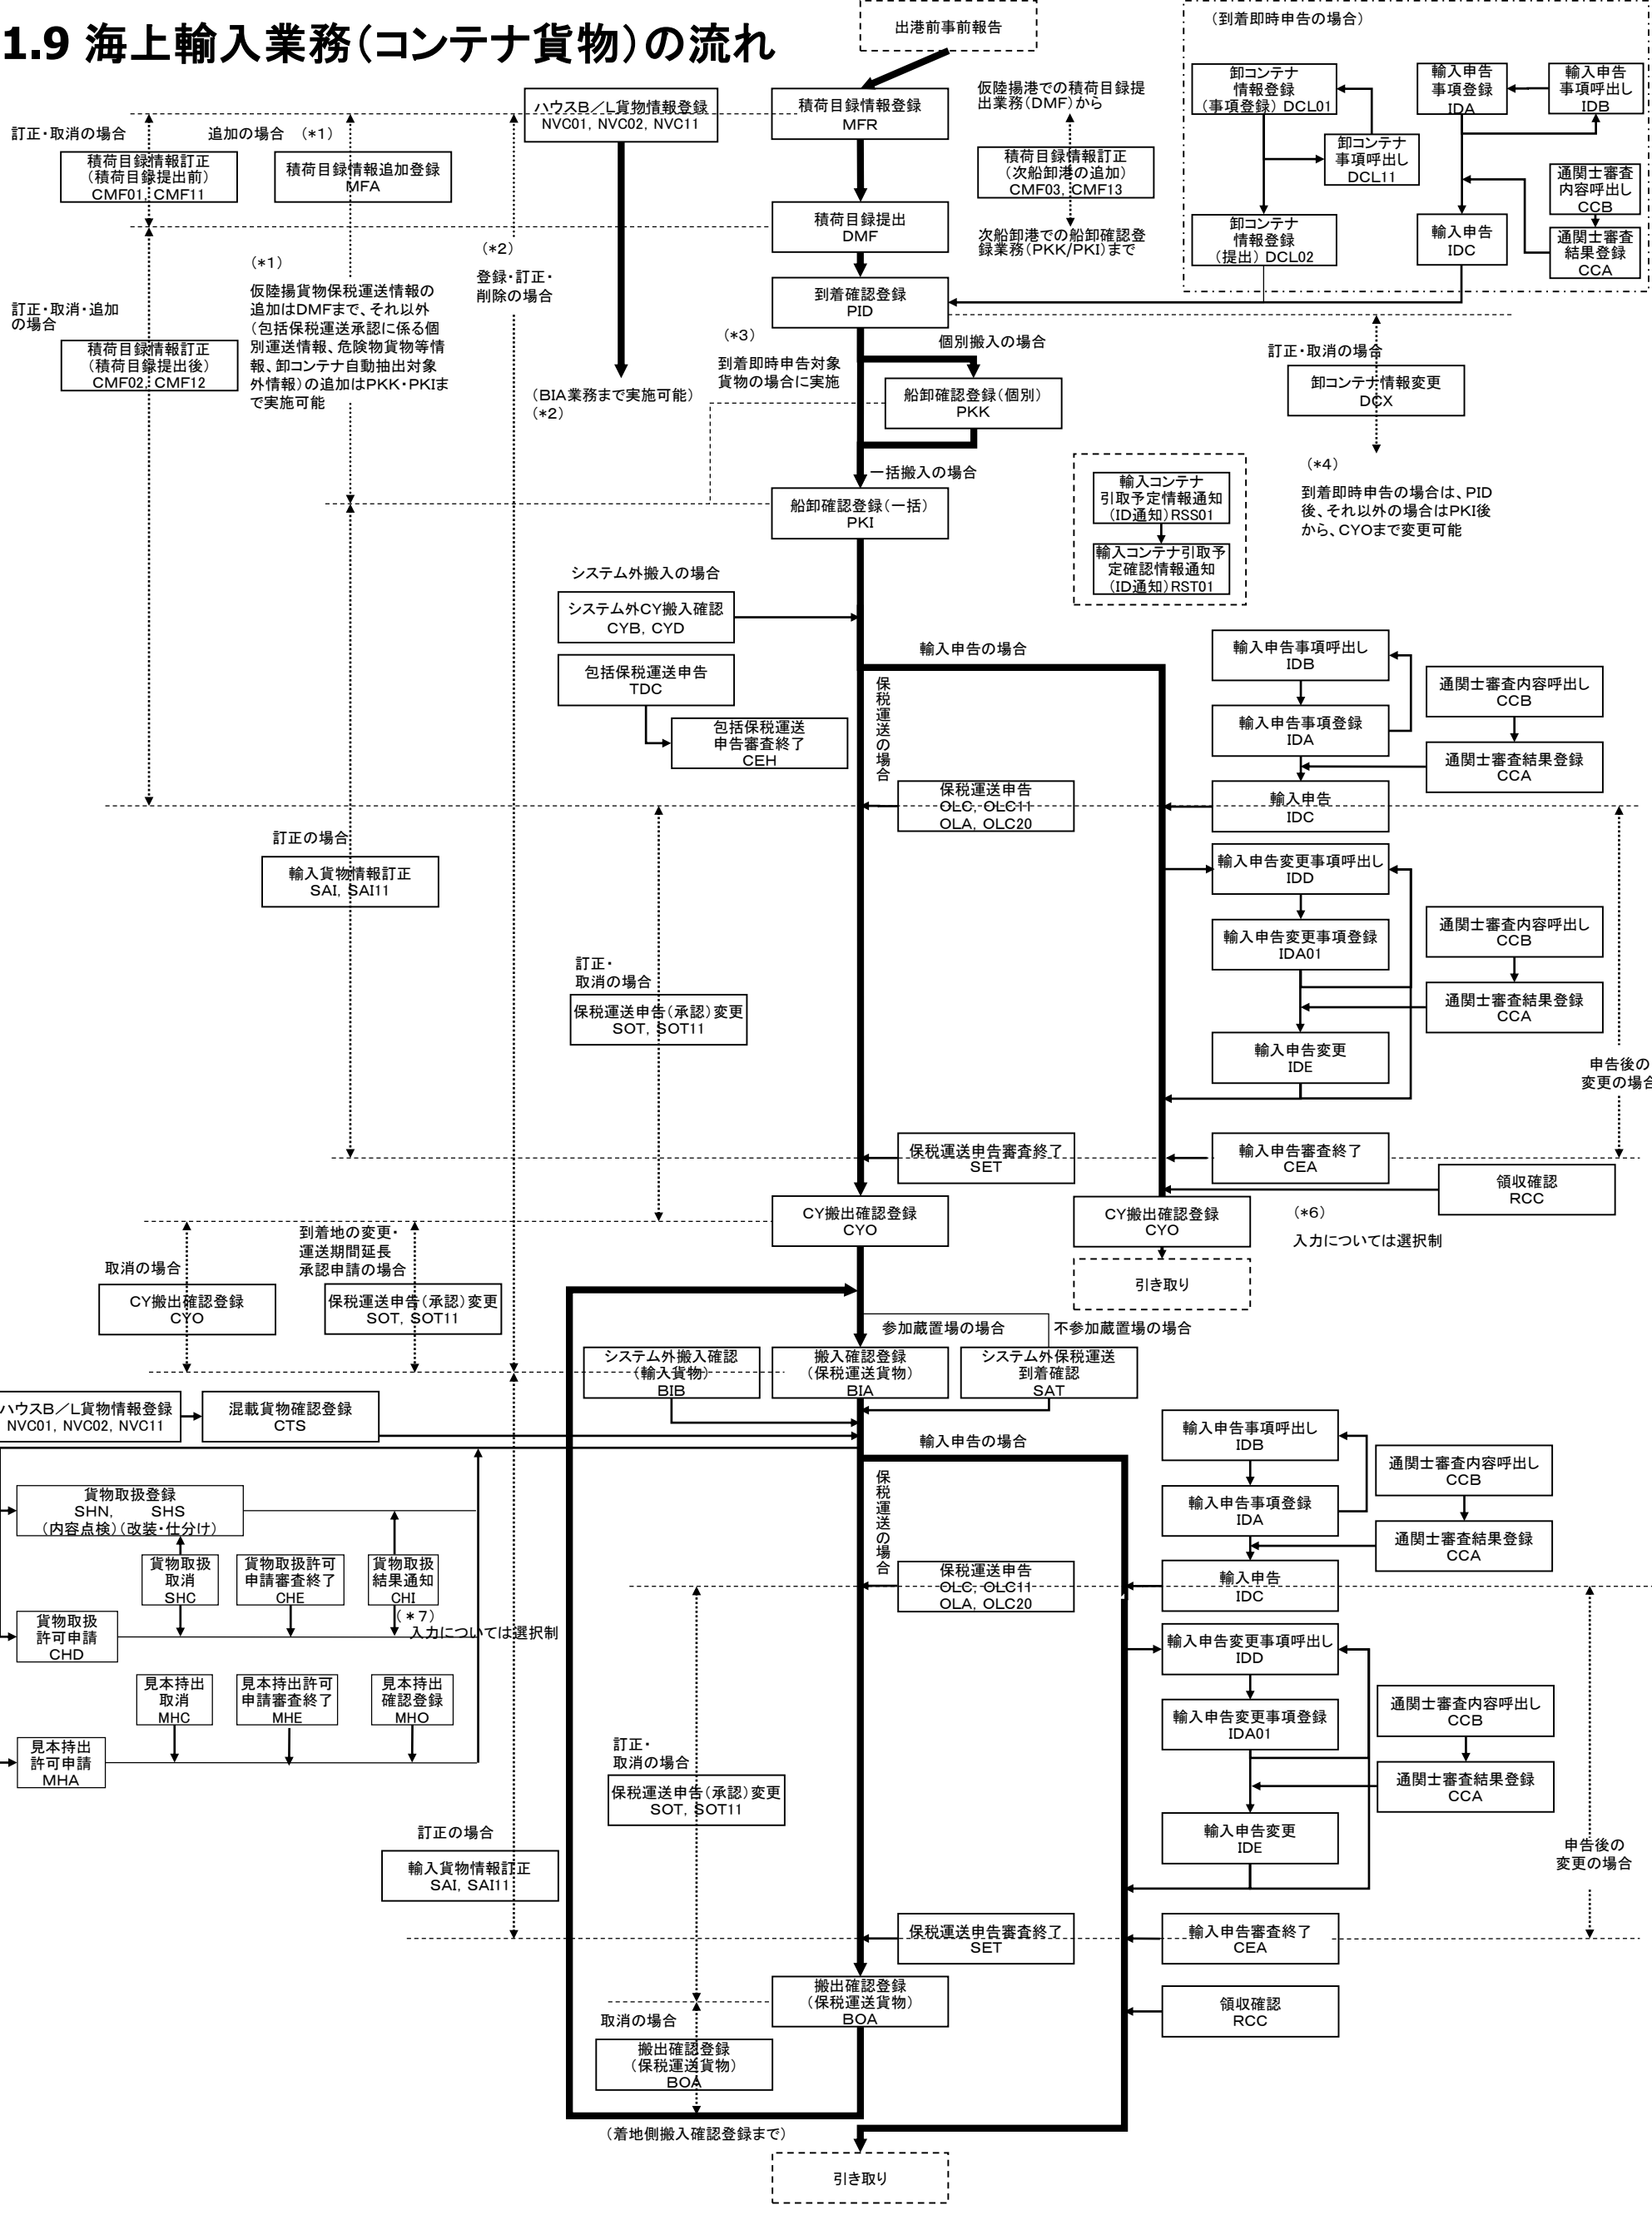 1.9 海上輸入業務(コンテナ貨物)の流れ
出港前事前報告
(到着即時申告の場合)
ハウスB/L貨物情報登録
NVC01, NVC02, NVC11
積荷目録情報登録
MFR
仮陸揚港での積荷目録提
出業務(DMF)から
積荷目録情報訂正
(次船卸港の追加)
CMF03, CMF13
次船卸港での船卸確認登
録業務(PKK/PKI)まで
卸コンテナ
情報登録
(事項登録) DCL01
卸コンテナ
事項呼出し
DCL11
卸コンテナ
情報登録
(提出) DCL02
輸入申告
事項登録
IDA
輸入申告
事項呼出し
IDB
通関士審査
内容呼出し
CCB
通関士審査
結果登録
CCA
輸入申告
IDC
訂正・取消の場合
積荷目録情報訂正
(積荷目録提出前)
CMF01, CMF11
追加の場合 (*1)
積荷目録情報追加登録
MFA
積荷目録提出
DMF
到着確認登録
PID
(*1)
仮陸揚貨物保税運送情報の
追加はDMFまで、それ以外
(包括保税運送承認に係る個
別運送情報、危険物貨物等情
報、卸コンテナ自動抽出対象
外情報)の追加はPKK・PKIま
で実施可能
(*2)
登録・訂正・
削除の場合
訂正・取消・追加
の場合
積荷目録情報訂正
(積荷目録提出後)
CMF02, CMF12
(BIA業務まで実施可能)
(*2)
(*3)
到着即時申告対象
貨物の場合に実施
個別搬入の場合
船卸確認登録(個別)
PKK
一括搬入の場合
船卸確認登録(一括)
PKI
訂正・取消の場合
卸コンテナ情報変更
DCX
(*4)
到着即時申告の場合は、PID
後、それ以外の場合はPKI後
から、CYOまで変更可能
輸入コンテナ
引取予定情報通知
(ID通知)RSS01
輸入コンテナ引取予
定確認情報通知
(ID通知)RST01
システム外搬入の場合
システム外CY搬入確認
CYB, CYD
包括保税運送申告
TDC
包括保税運送
申告審査終了
CEH
輸入申告の場合
保税運送の場合
輸入申告事項呼出し
IDB
輸入申告事項登録
IDA
通関士審査内容呼出し
CCB
通関士審査結果登録
CCA
保税運送申告
OLC, OLC11
OLA, OLC20
輸入申告
IDC
訂正の場合
輸入貨物情報訂正
SAI, SAI11
輸入申告変更事項呼出し
IDD
輸入申告変更事項登録
IDA01
通関士審査内容呼出し
CCB
通関士審査結果登録
CCA
訂正・
取消の場合
保税運送申告(承認)変更
SOT, SOT11
輸入申告変更
IDE
申告後の
変更の場合
保税運送申告審査終了
SET
輸入申告審査終了
CEA
領収確認
RCC
CY搬出確認登録
CYO
CY搬出確認登録
CYO
(*6)
入力については選択制
引き取り
取消の場合
CY搬出確認登録
CYO
到着地の変更・
運送期間延長
承認申請の場合
保税運送申告(承認)変更
SOT, SOT11
参加蔵置場の場合
不参加蔵置場の場合
システム外搬入確認
(輸入貨物)
BIB
搬入確認登録
(保税運送貨物)
BIA
システム外保税運送
到着確認
SAT
ハウスB/L貨物情報登録
NVC01, NVC02, NVC11
混載貨物確認登録
CTS
輸入申告の場合
保税運送の場合
輸入申告事項呼出し
IDB
輸入申告事項登録
IDA
通関士審査内容呼出し
CCB
通関士審査結果登録
CCA
貨物取扱登録
SHN, SHS
(内容点検)(改装・仕分け)
貨物取扱
取消
SHC
貨物取扱許可
申請審査終了
CHE
貨物取扱
結果通知
CHI
(*7)
入力については選択制
貨物取扱
許可申請
CHD
保税運送申告
OLC, OLC11
OLA, OLC20
輸入申告
IDC
見本持出
取消
MHC
見本持出許可
申請審査終了
MHE
見本持出
確認登録
MHO
見本持出
許可申請
MHA
輸入申告変更事項呼出し
IDD
輸入申告変更事項登録
IDA01
通関士審査内容呼出し
CCB
通関士審査結果登録
CCA
訂正・
取消の場合
保税運送申告(承認)変更
SOT, SOT11
訂正の場合
輸入貨物情報訂正
SAI, SAI11
輸入申告変更
IDE
申告後の
変更の場合
保税運送申告審査終了
SET
輸入申告審査終了
CEA
搬出確認登録
(保税運送貨物)
BOA
領収確認
RCC
取消の場合
搬出確認登録
(保税運送貨物)
BOA
(着地側搬入確認登録まで)
引き取り